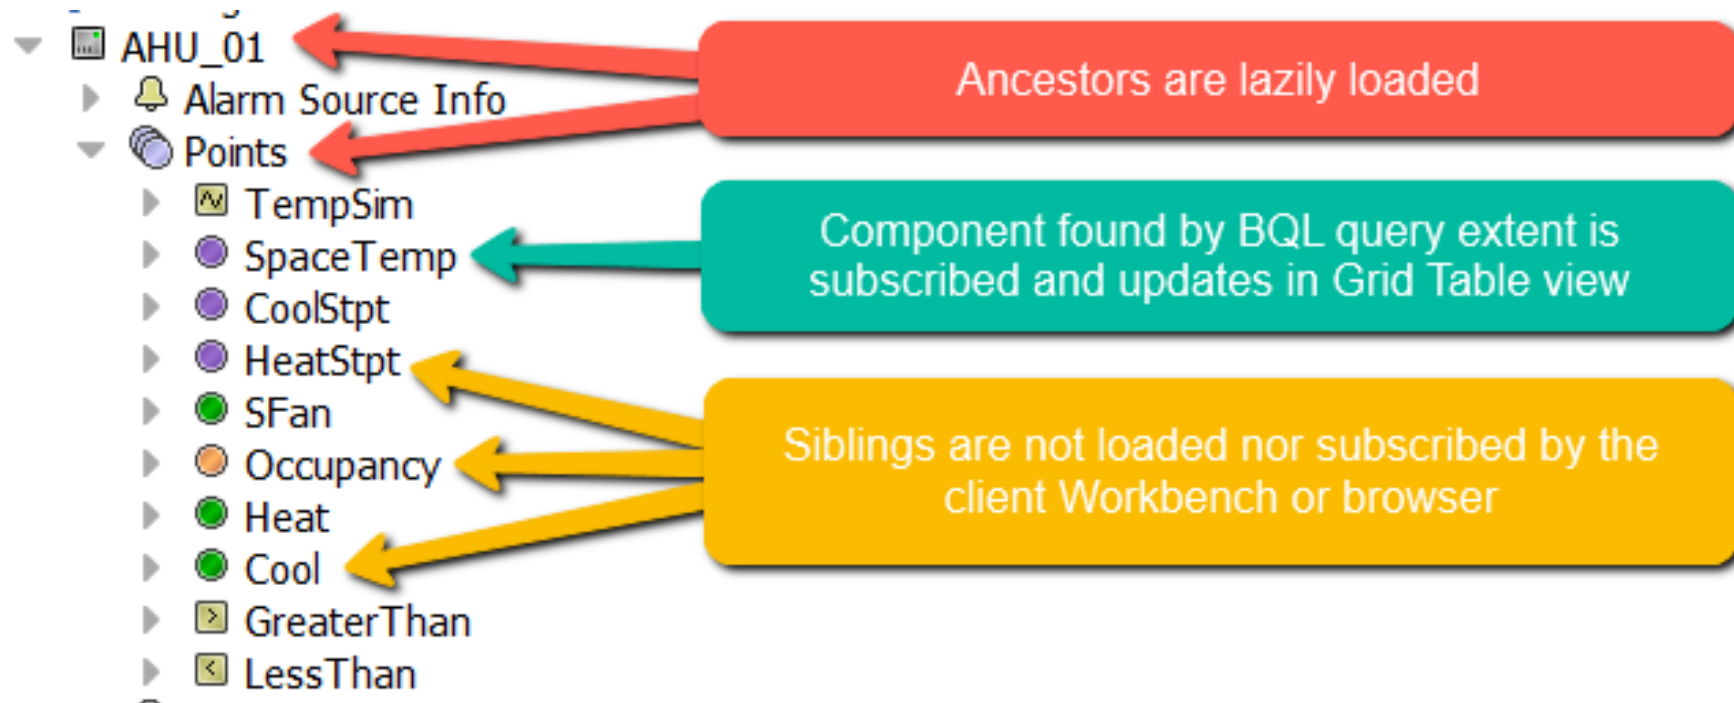 AHU_01
Ancestors are lazily loaded
Alarm Source Info
Points
TempSim
Component found by BQL query extent is
subscribed and updates in Grid Table view
SpaceTemp
CoolStpt
HeatStpt
SFan
Siblings are not loaded nor subscribed by the
client Workbench or browser
Occupancy
Heat
Cool
GreaterThan
LessThan